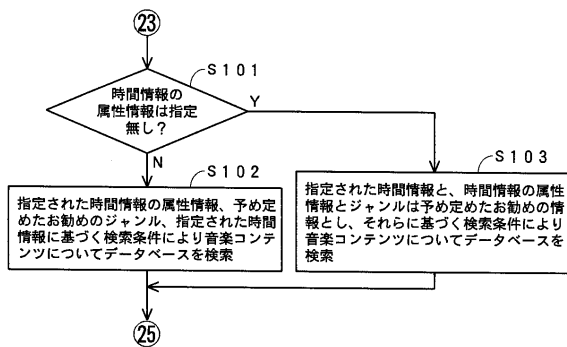 23
S101
時間情報の
属性情報は指定
無し?
Y
N
S102
指定された時間情報の属性情報、予め定
めたお勧めのジャンル、指定された時間
情報に基づく検索条件により音楽コンテ
ンツについてデータベースを検索
S103
指定された時間情報と、時間情報の属性
情報とジャンルは予め定めたお勧めの情
報とし、それらに基づく検索条件により
音楽コンテンツについてデータベースを
検索
25